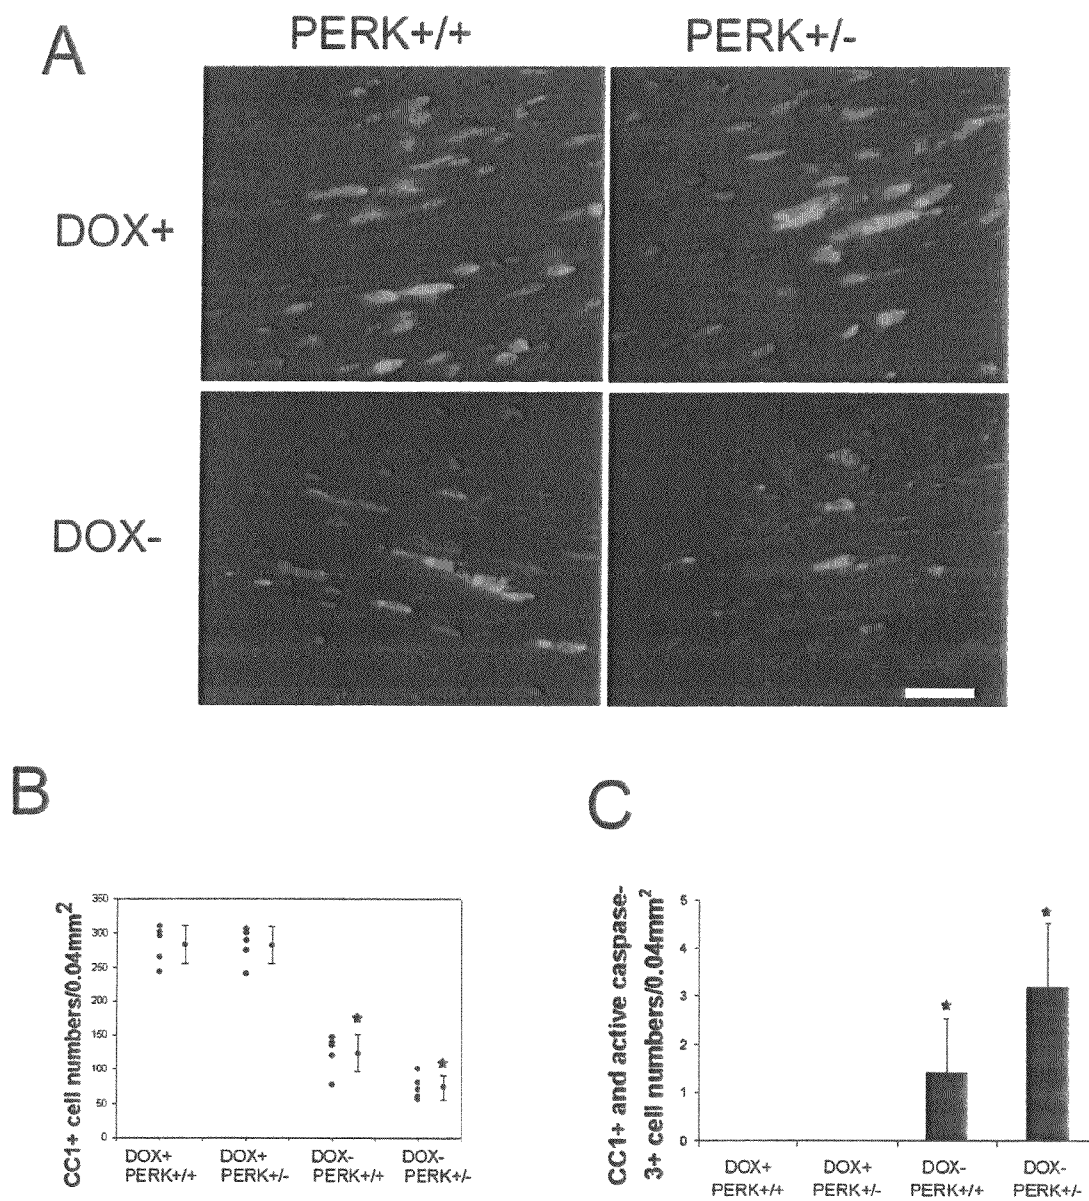 A
PERK+/+
PERK+/-
DOX+
DOX-
B
CC1+ cell numbers/0.04mm²
350
300
250
200
150
100
50
0
*
*
DOX+ DOX+ DOX- DOX-
PERK+/+ PERK+/- PERK+/+ PERK+/-
C
CC1+ and active caspase-
3+ cell numbers/0.04mm²
5
4
3
2
1
0
*
*
DOX+ DOX+ DOX- DOX-
PERK+/+ PERK+/- PERK+/+ PERK+/-